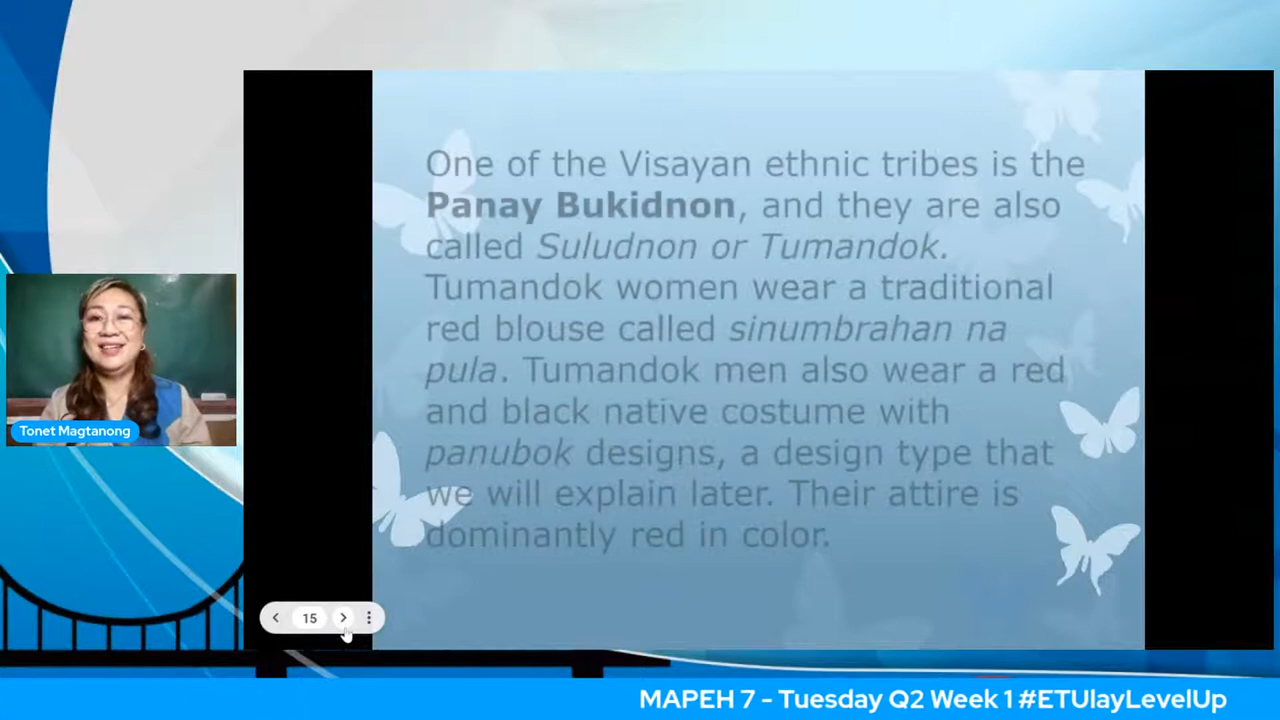 One of the Visayan ethnic tribes is the
Panay Bukidnon, and they are also
called Suludnon or Tumandok.
Tumandok women wear a traditional
red blouse called sinumbrahan na
pula. Tumandok men also wear a red
and black native costume with
panubok designs, a design type that
we will explain later. Their attire is
dominantly red in color.
Tonet Magtanong
15
MAPEH 7 - Tuesday Q2 Week 1 #ETUlayLevelUp